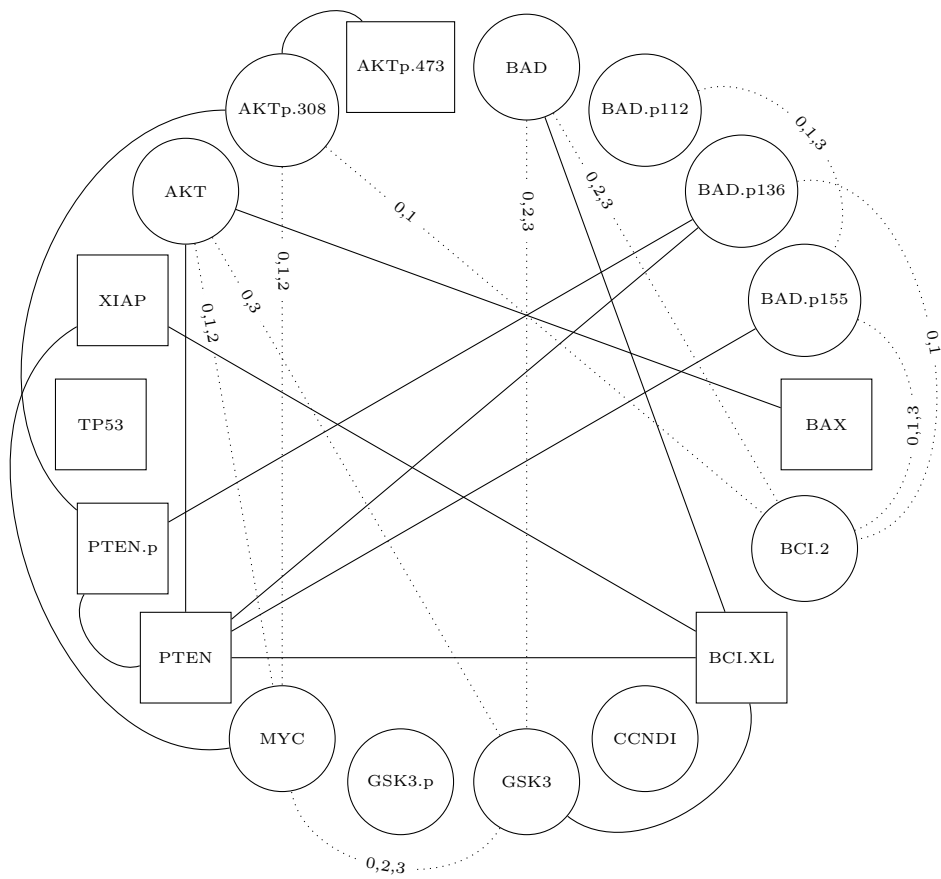 AKTp.473
BAD
AKTp.308
BAD.p112
0,1,3
AKT
BAD.p136
0,2,3
0,2,3
0,1
0,1,2
XIAP
0,3
BAD.p155
0,1,2
0,1
TP53
BAX
0,1,3
PTEN.p
BCI.2
PTEN
BCI.XL
MYC
CCNDI
GSK3.p
GSK3
0,2,3